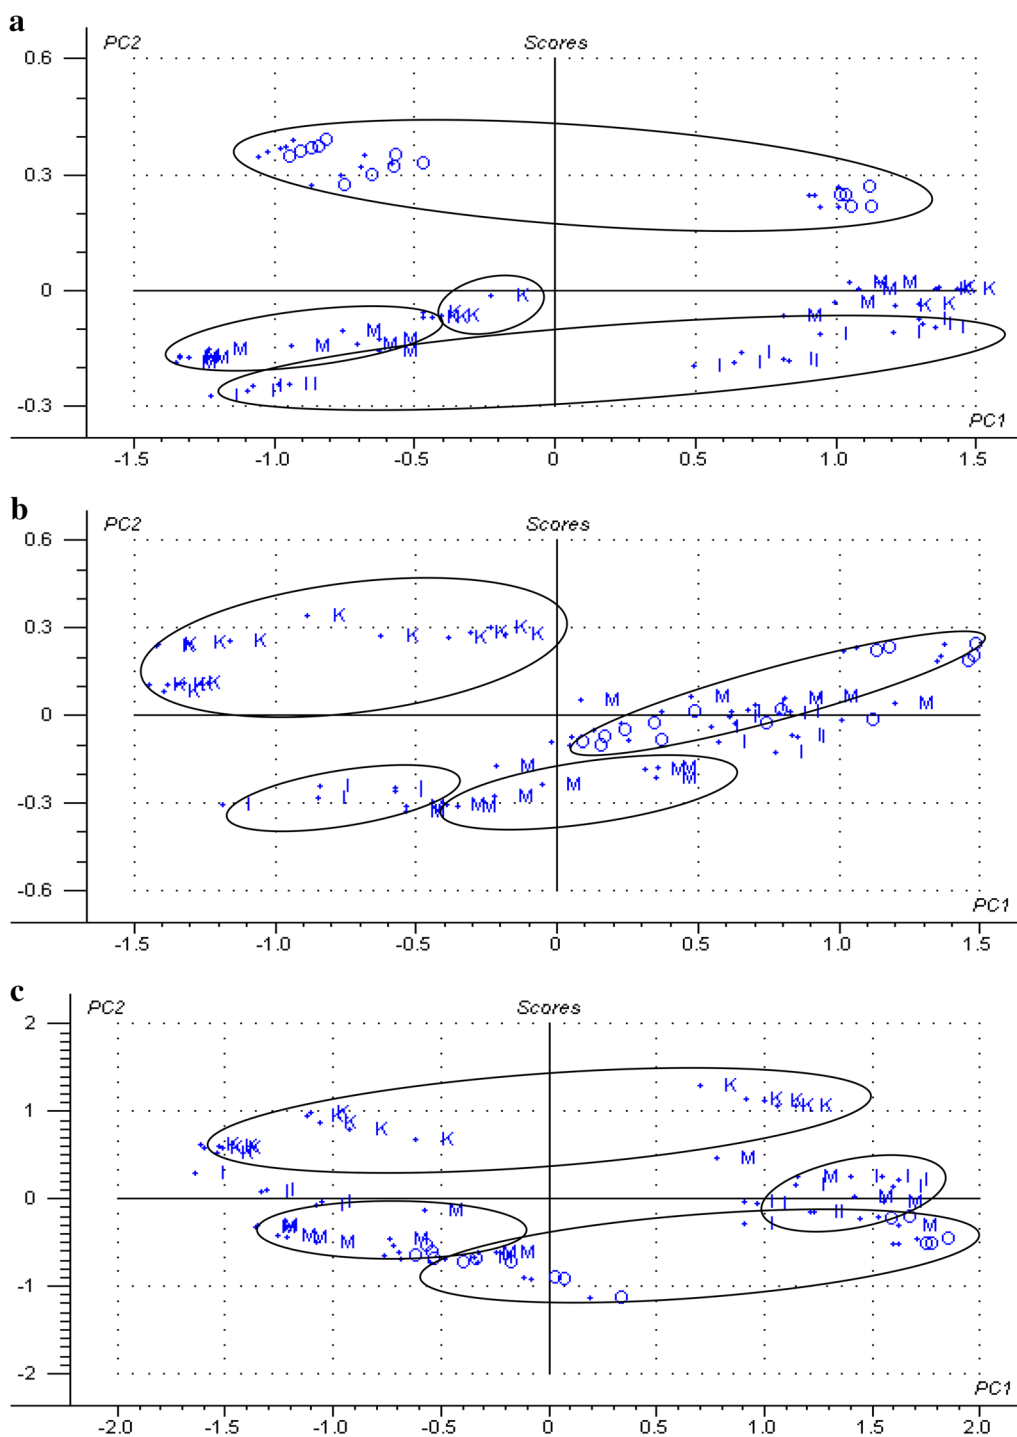 a
PC2 Scores
0.6
0.3
0
-0.3
O O O O O O O O O O O O O O O O
K K K K K K K K K
M M M M M M M M M M M M M
I I I I I I I I I I
PC1
-1.5 -1.0 -0.5 0 0.5 1.0 1.5
b
PC2 Scores
0.6
0.3
0
-0.3
-0.6
K K K K K K K K K K K K K
O O O O O O O O O O O O O
M M M M M M M M M M M M M
I I I I I I I I I
PC1
-1.5 -1.0 -0.5 0 0.5 1.0 1.5
c
PC2 Scores
2
1
0
-1
-2
K K K K K K K K K K K K
M M M M M M M M M M M M
I I I I I I I I I I
O O O O O O O O O O O O
PC1
-2.0 -1.5 -1.0 -0.5 0 0.5 1.0 1.5 2.0